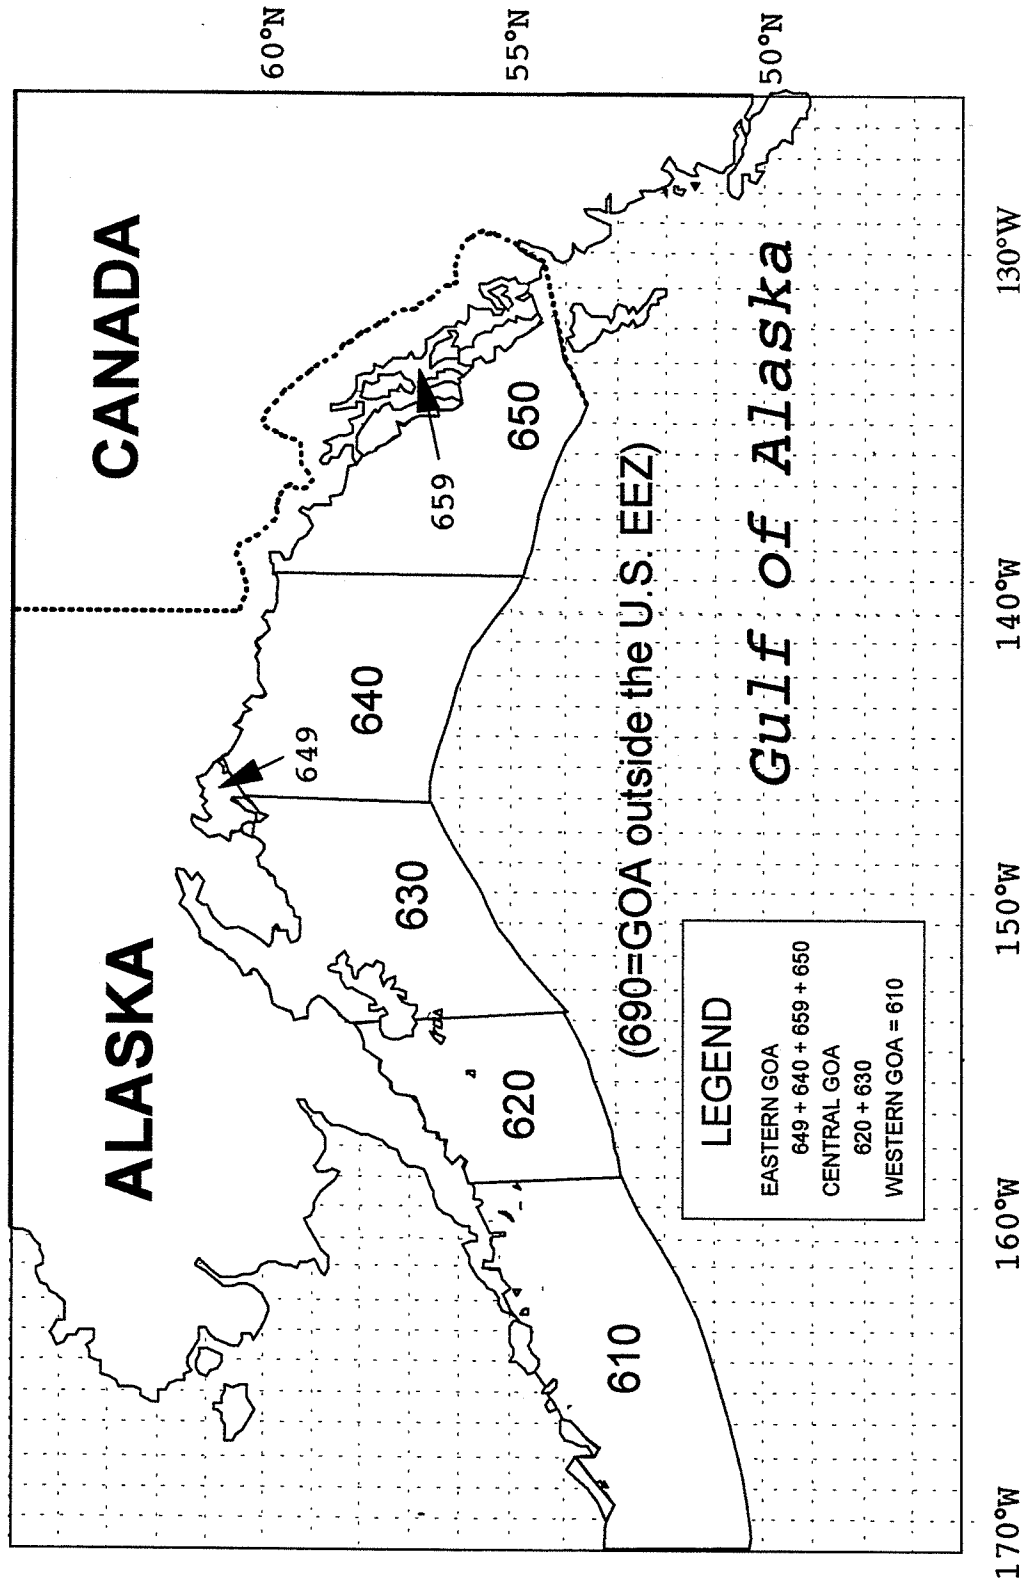 ALASKA
CANADA
60°N
55°N
50°N
649
640
659
650
630
620
610
(690=GOA outside the U.S. EEZ)
Gulf of Alaska
LEGEND
EASTERN GOA
649 + 640 + 659 + 650
CENTRAL GOA
620 + 630
WESTERN GOA = 610
170°W
160°W
150°W
140°W
130°W